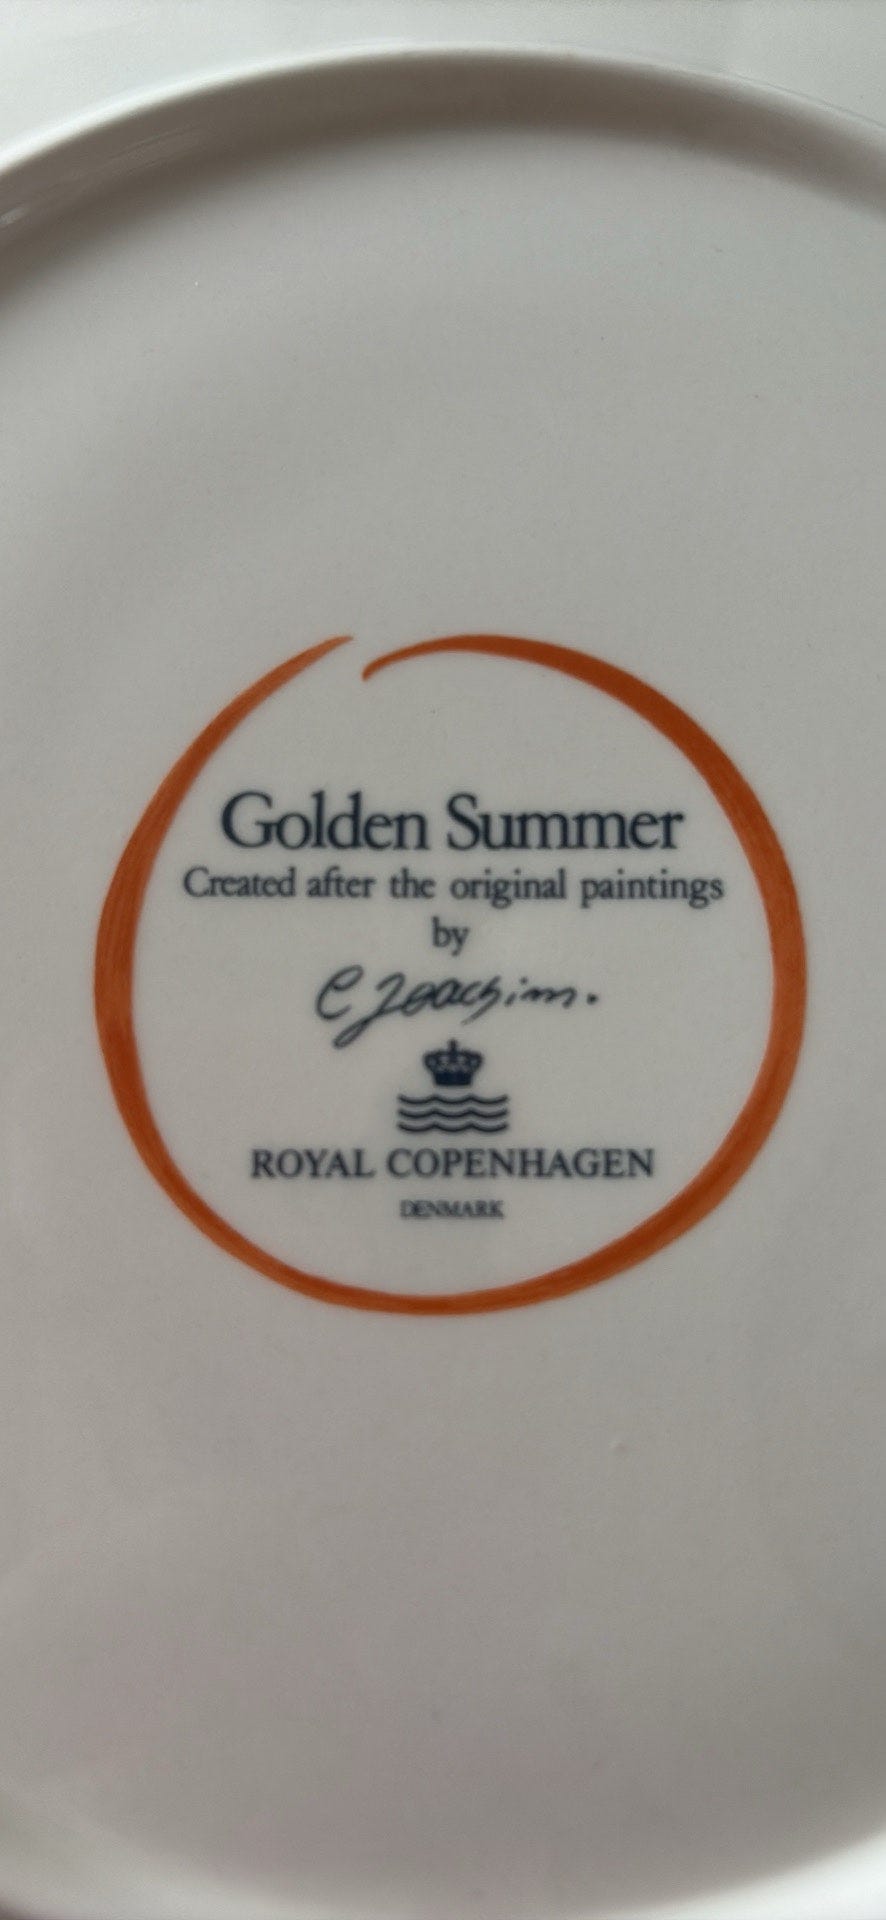 Golden Summer
Created after the original paintings
by
C Joachim.
ROYAL COPENHAGEN
DENMARK